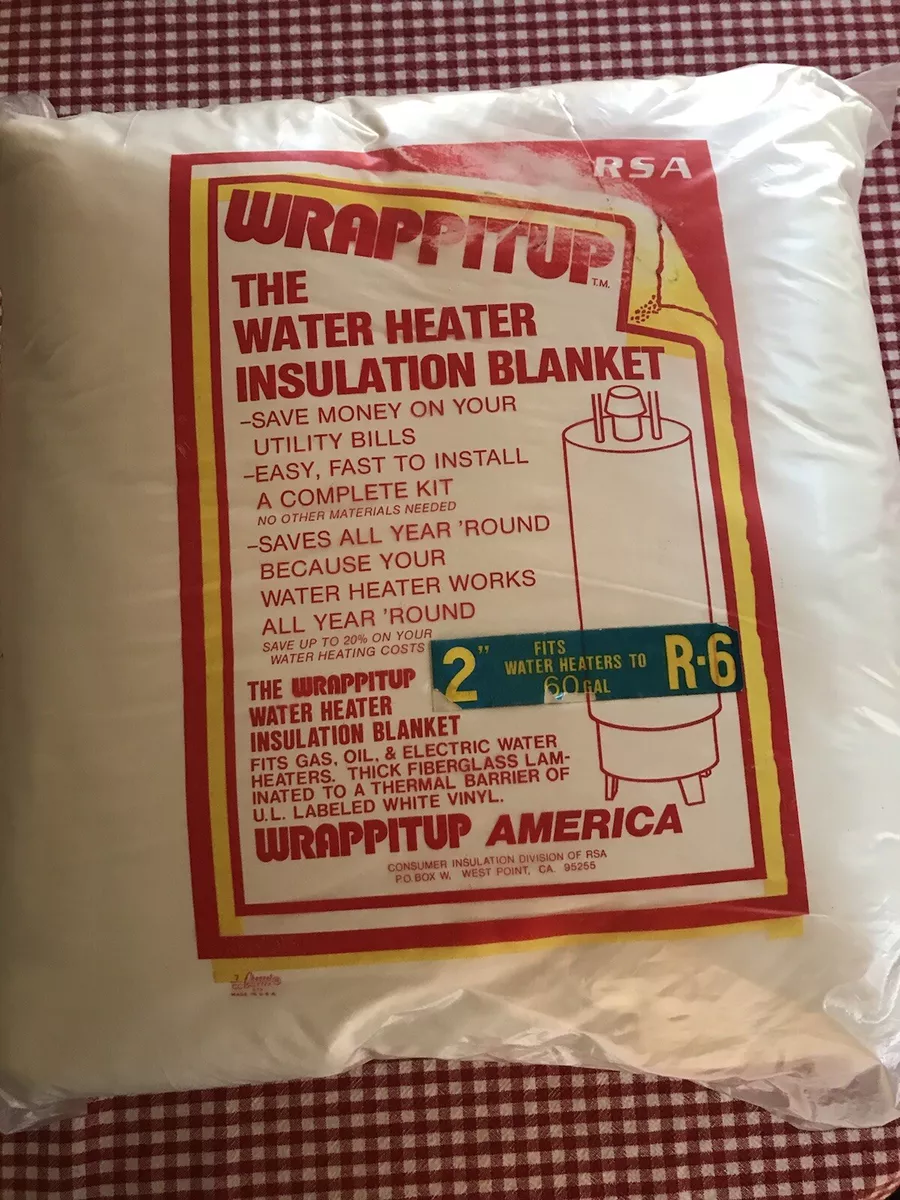 RSA
WRAPPITUP T.M.
THE
WATER HEATER
INSULATION BLANKET
–SAVE MONEY ON YOUR
UTILITY BILLS
–EASY, FAST TO INSTALL
A COMPLETE KIT
NO OTHER MATERIALS NEEDED
–SAVES ALL YEAR 'ROUND
BECAUSE YOUR
WATER HEATER WORKS
ALL YEAR 'ROUND
SAVE UP TO 20% ON YOUR
WATER HEATING COSTS
2" FITS
WATER HEATERS TO
60 GAL
R-6
THE WRAPPITUP
WATER HEATER
INSULATION BLANKET
FITS GAS, OIL, & ELECTRIC WATER
HEATERS. THICK FIBERGLASS LAM-
INATED TO A THERMAL BARRIER OF
U.L. LABELED WHITE VINYL.
WRAPPITUP AMERICA
CONSUMER INSULATION DIVISION OF RSA
P.O. BOX W, WEST POINT, CA. 95255
MADE IN U.S.A.